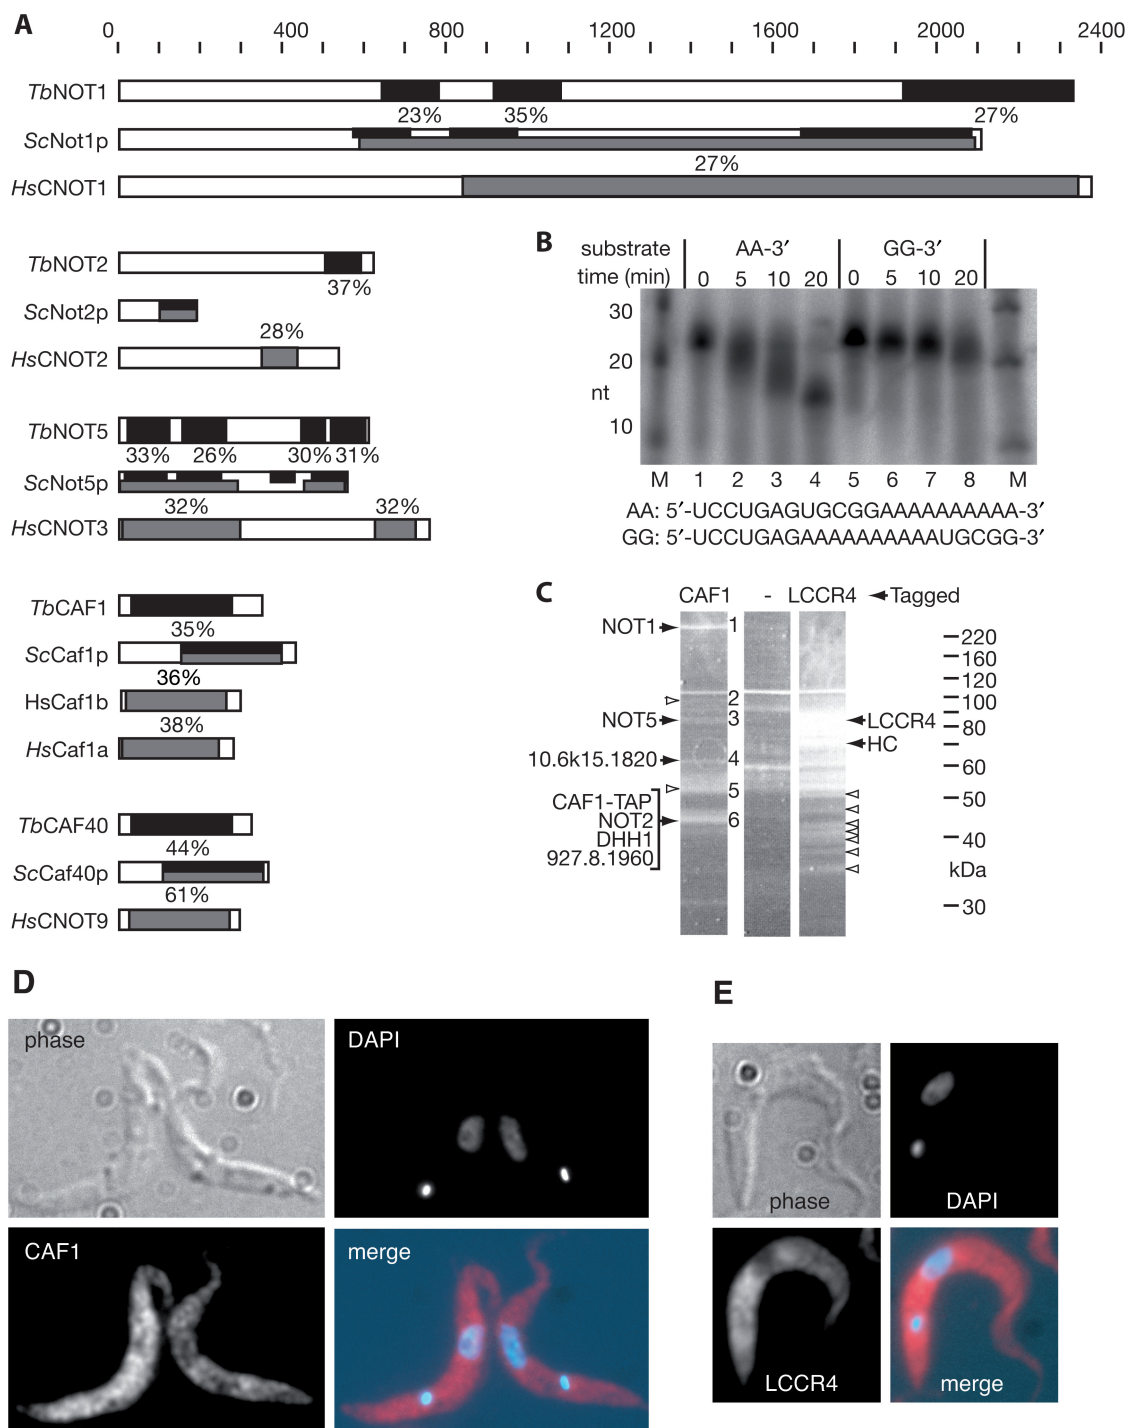 A
0 400 800 1200 1600 2000 2400
TbNOT1
23% 35% 27%
ScNot1p
27%
HsCNOT1
TbNOT2
37%
ScNot2p
28%
HsCNOT2
TbNOT5
33% 26% 30% 31%
ScNot5p
32% 32%
HsCNOT3
TbCAF1
35%
ScCaf1p
36%
HsCaf1b
38%
HsCaf1a
TbCAF40
44%
ScCaf40p
61%
HsCNOT9
B
substrate AA-3′ GG-3′
time (min) 0 5 10 20 0 5 10 20
30
20
nt
10
M 1 2 3 4 5 6 7 8 M
AA: 5′-UCCUGAGUGCGGAAAAAAAAAA-3′
GG: 5′-UCCUGAGAAAAAAAAAAUGCGG-3′
C
CAF1 - LCCR4 Tagged
NOT1 1
2
NOT5 3
10.6k15.1820 4
5
CAF1-TAP
NOT2 6
DHH1
927.8.1960
LCCR4
HC
220
160
120
100
80
60
50
40
kDa
30
D
phase
DAPI
CAF1
merge
E
phase
DAPI
LCCR4
merge